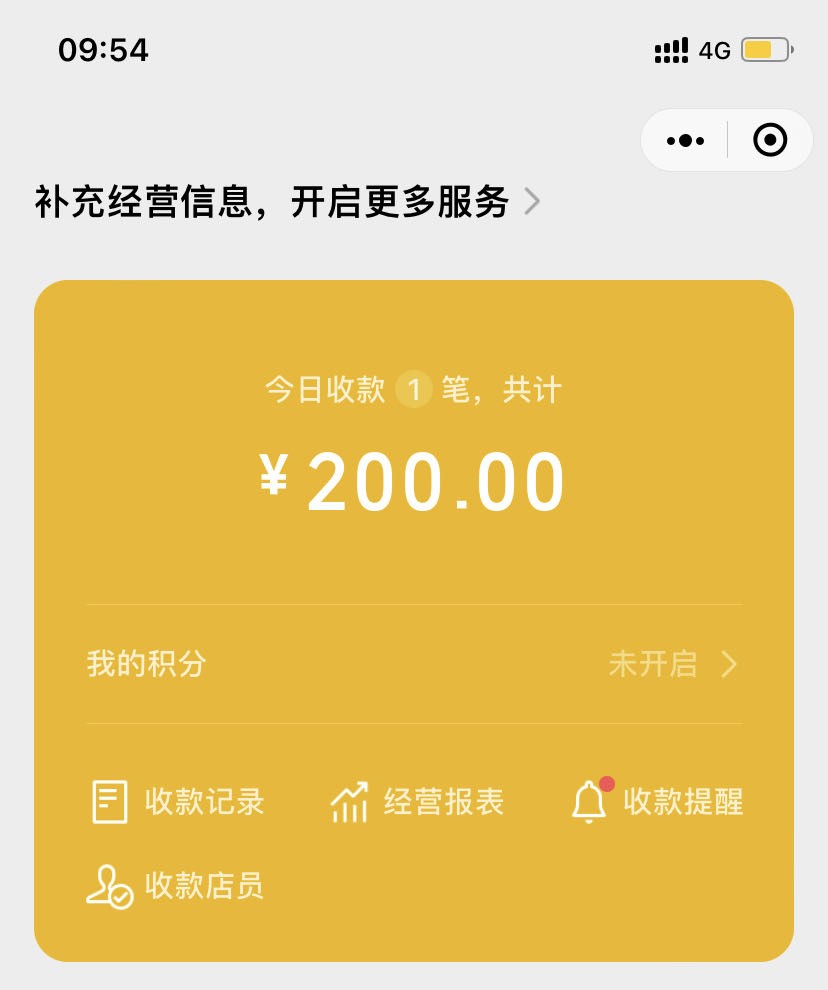 09:54 4G
补充经营信息，开启更多服务
今日收款 1 笔，共计
¥200.00
我的积分 未开启
收款记录 经营报表 收款提醒
收款店员